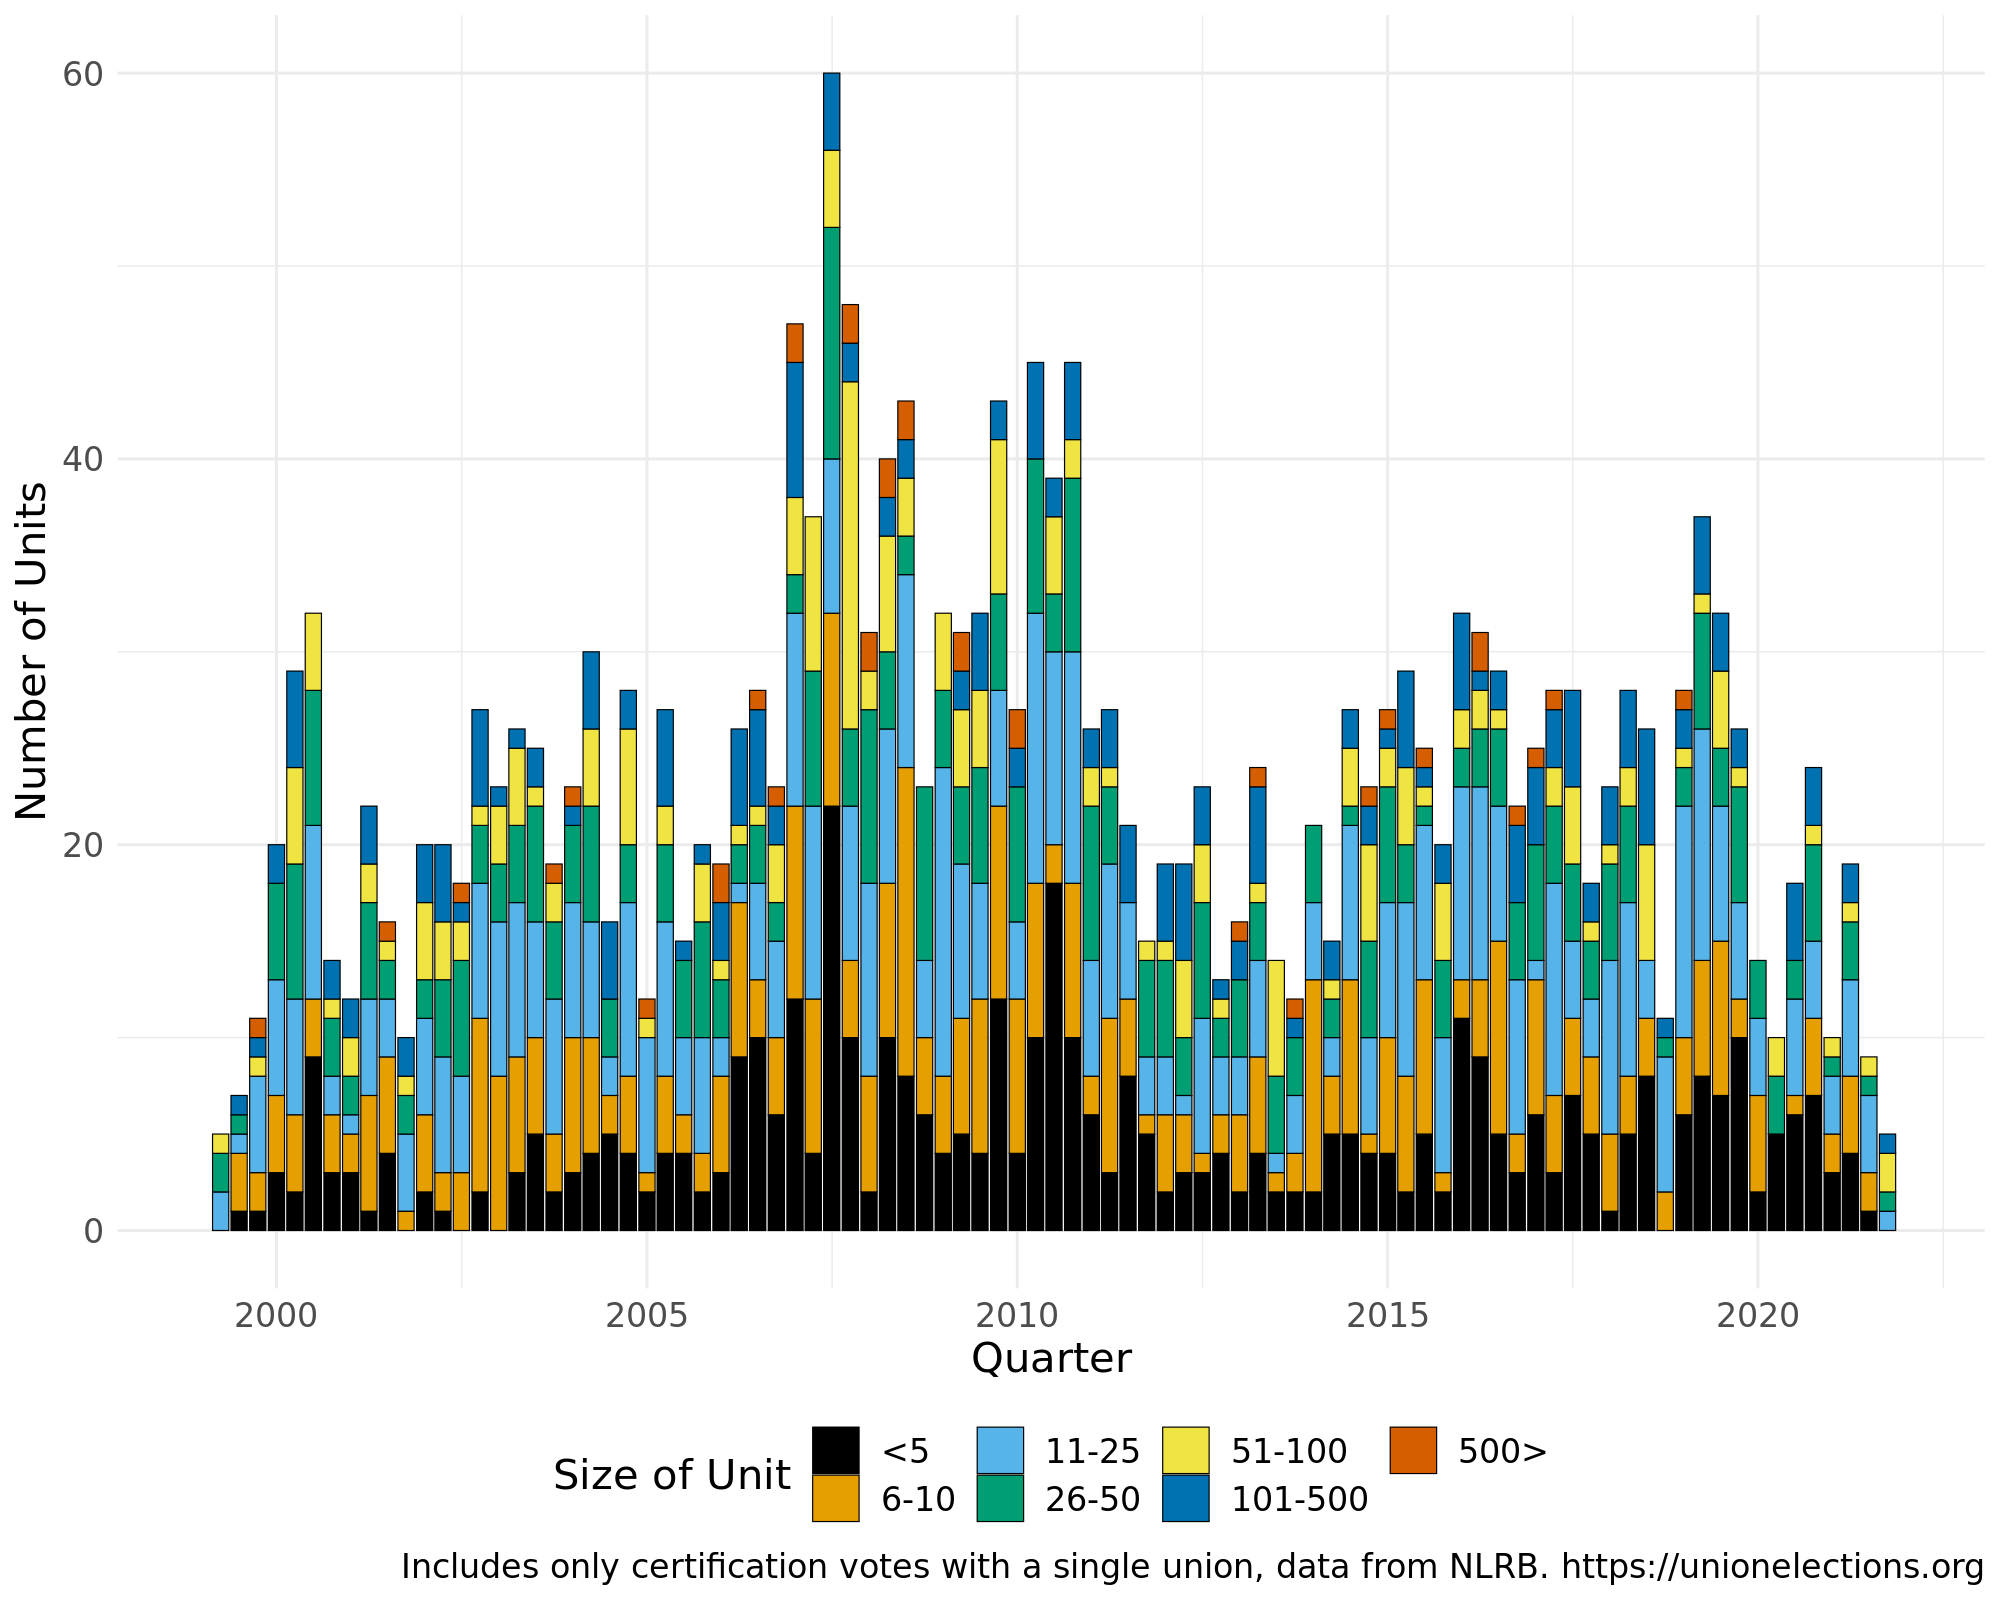 60
40
20
0
Number of Units
2000 2005 2010 2015 2020
Quarter
Size of Unit
<5 11-25 51-100 500>
6-10 26-50 101-500
Includes only certification votes with a single union, data from NLRB. https://unionelections.org